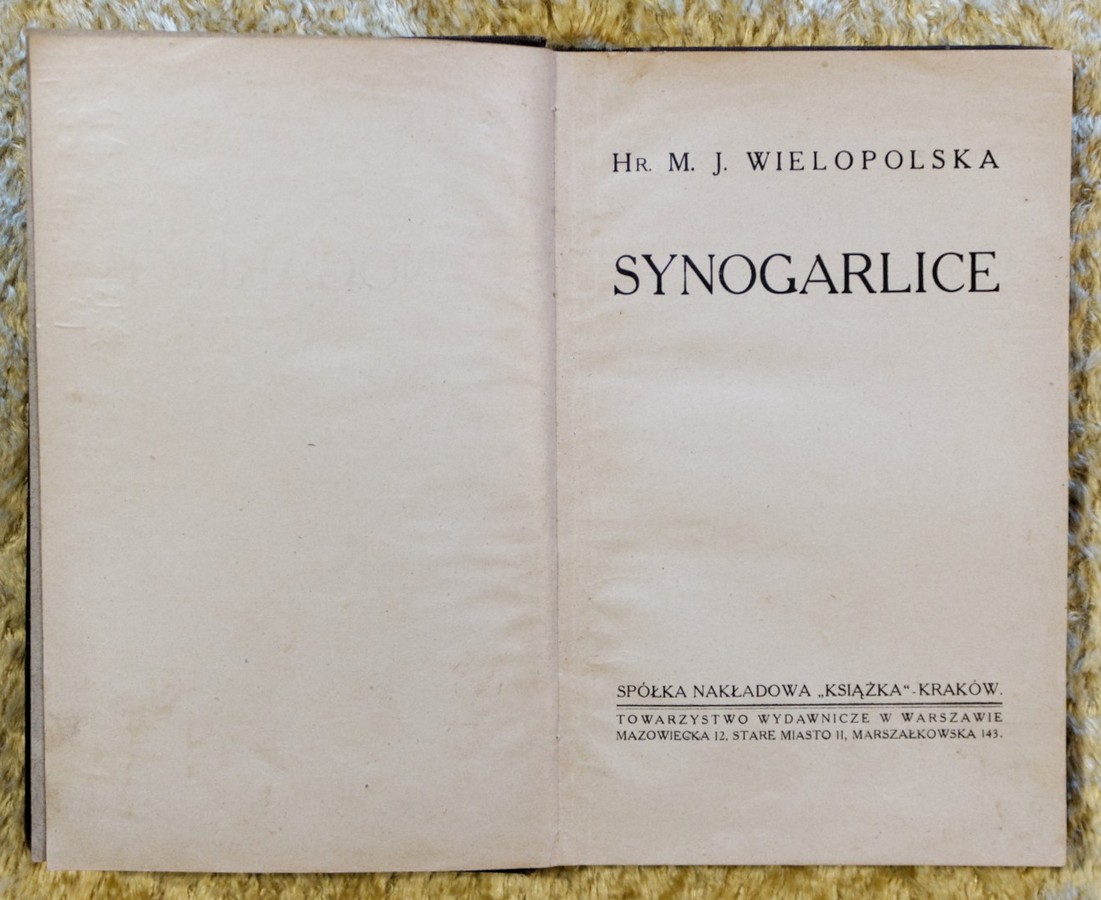 Hr. M. J. WIELOPOLSKA
SYNOGARLICE
SPÓŁKA NAKŁADOWA „KSIĄŻKA“ - KRAKÓW.
TOWARZYSTWO WYDAWNICZE W WARSZAWIE
MAZOWIECKA 12, STARE MIASTO 11, MARSZAŁKOWSKA 143.